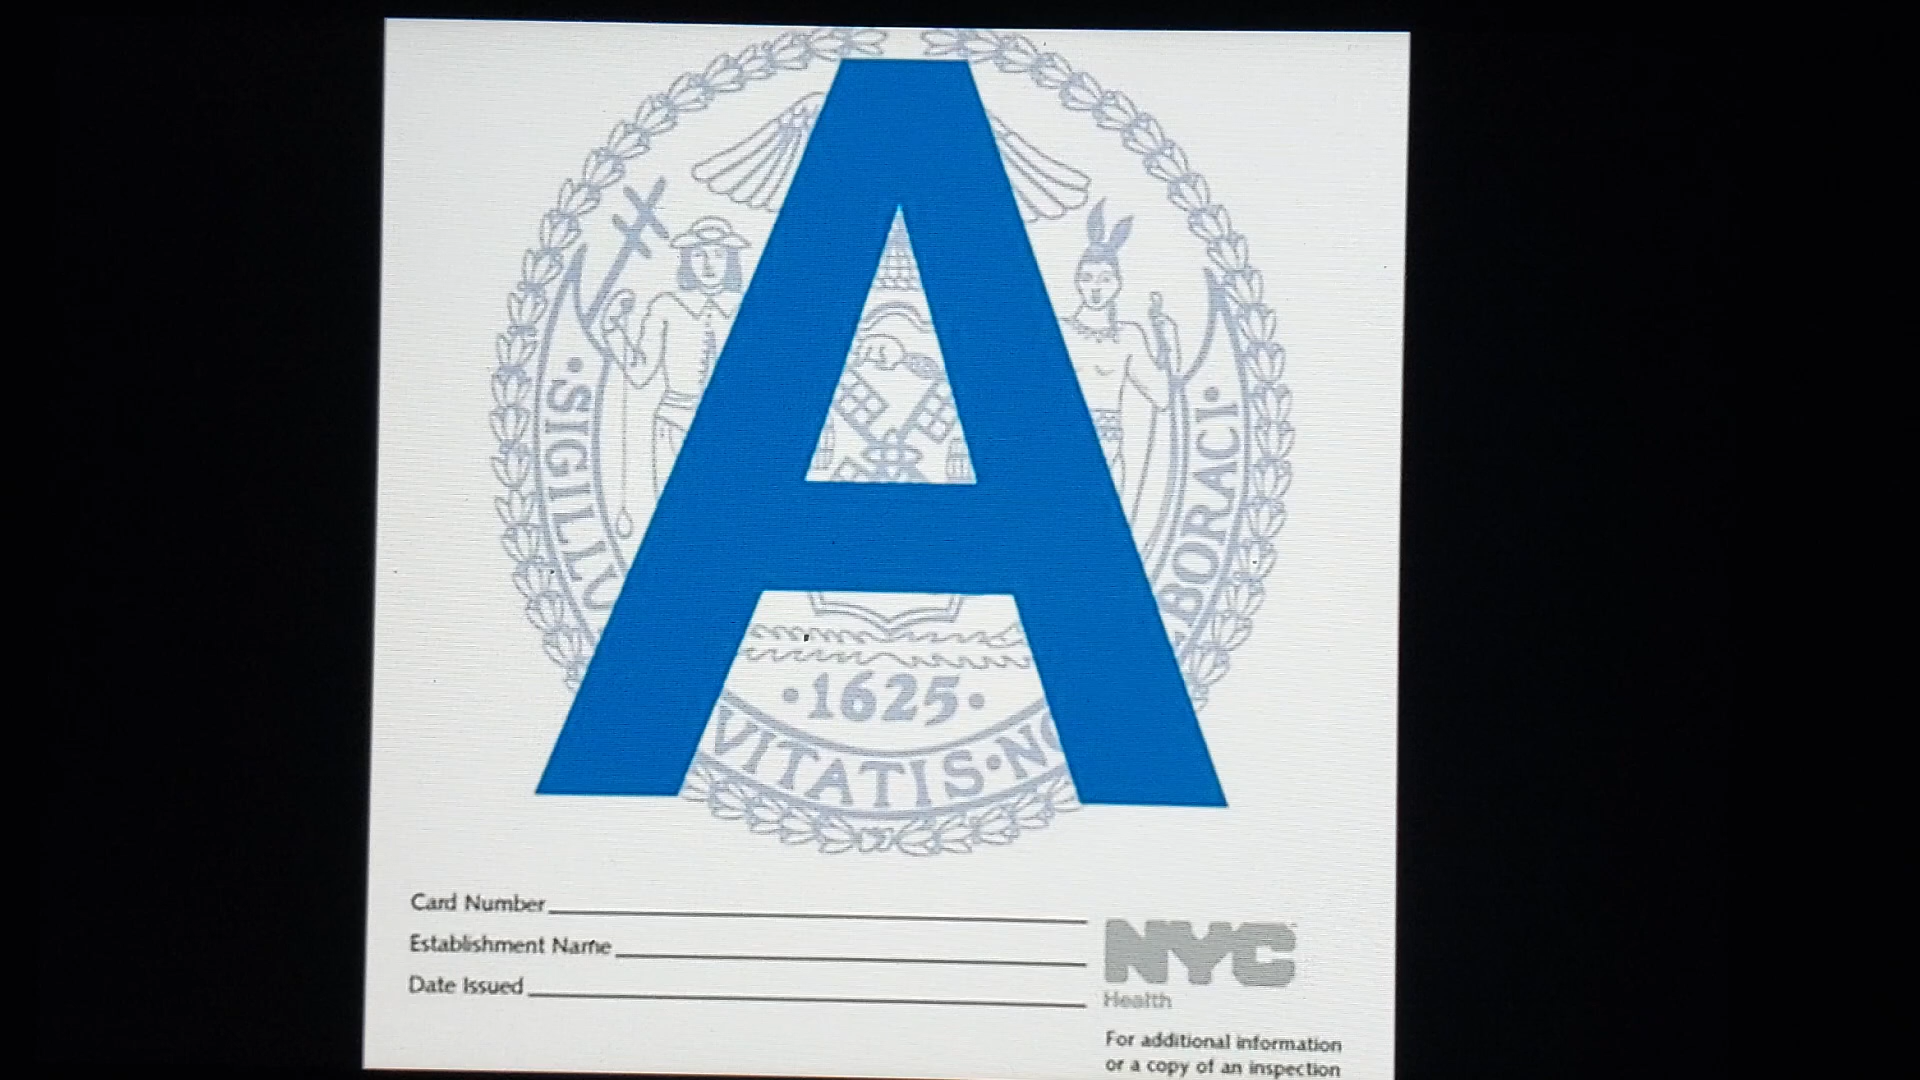 A
·SIGILLU
BORACI·
·1625·
VITATIS·N
Card Number
Establishment Name
Date Issued
NYC
Health
For additional information
or a copy of an inspection